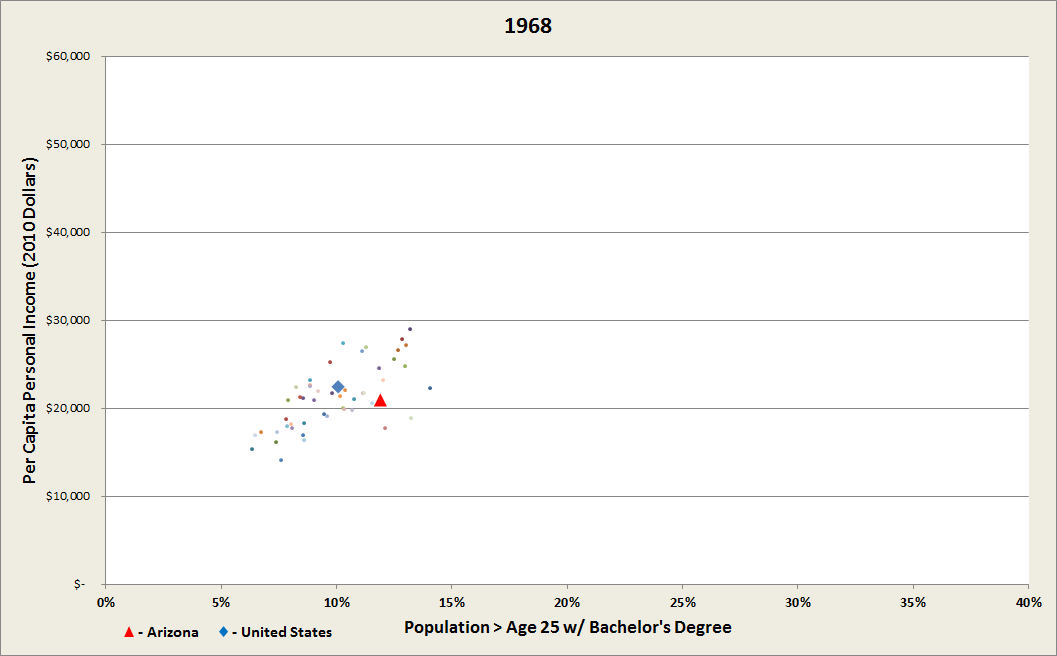 1968
Per Capita Personal Income (2010 Dollars)
$60,000
$50,000
$40,000
$30,000
$20,000
$10,000
$-
0% 5% 10% 15% 20% 25% 30% 35% 40%
Population > Age 25 w/ Bachelor's Degree
- Arizona - United States